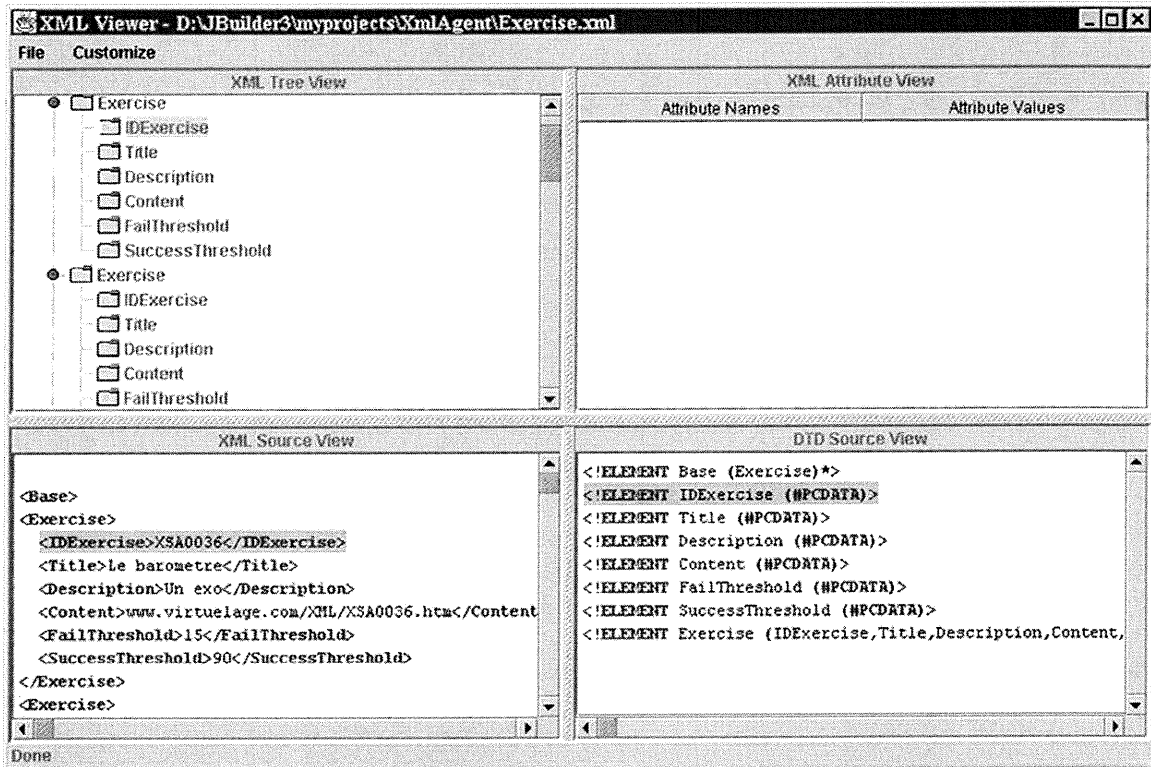 XML Viewer - D:\JBuilder3\myprojects\XmlAgent\Exercise.xml
File Customize
XML Tree View
Exercise
IDExercise
Title
Description
Content
FailThreshold
SuccessThreshold
Exercise
IDExercise
Title
Description
Content
FailThreshold
XML Attribute View
Attribute Names Attribute Values
XML Source View
<Base>
<Exercise>
<IDExercise>XSA0036</IDExercise>
<Title>Le barometre</Title>
<Description>Un exo</Description>
<Content>www.virtuelage.com/XML/XSA0036.htm</Content
<FailThreshold>15</FailThreshold>
<SuccessThreshold>90</SuccessThreshold>
</Exercise>
<Exercise>
DTD Source View
<!ELEMENT Base (Exercise)*>
<!ELEMENT IDExercise (#PCDATA)>
<!ELEMENT Title (#PCDATA)>
<!ELEMENT Description (#PCDATA)>
<!ELEMENT Content (#PCDATA)>
<!ELEMENT FailThreshold (#PCDATA)>
<!ELEMENT SuccessThreshold (#PCDATA)>
<!ELEMENT Exercise (IDExercise,Title,Description,Content,
Done